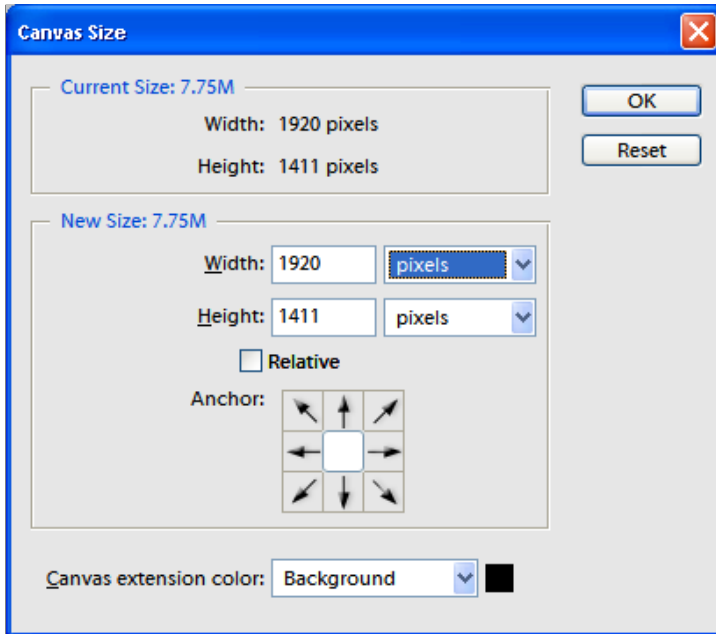 Canvas Size
Current Size: 7.75M
OK
Width: 1920 pixels
Reset
Height: 1411 pixels
New Size: 7.75M
Width: 1920 pixels
Height: 1411 pixels
Relative
Anchor:
Canvas extension color: Background